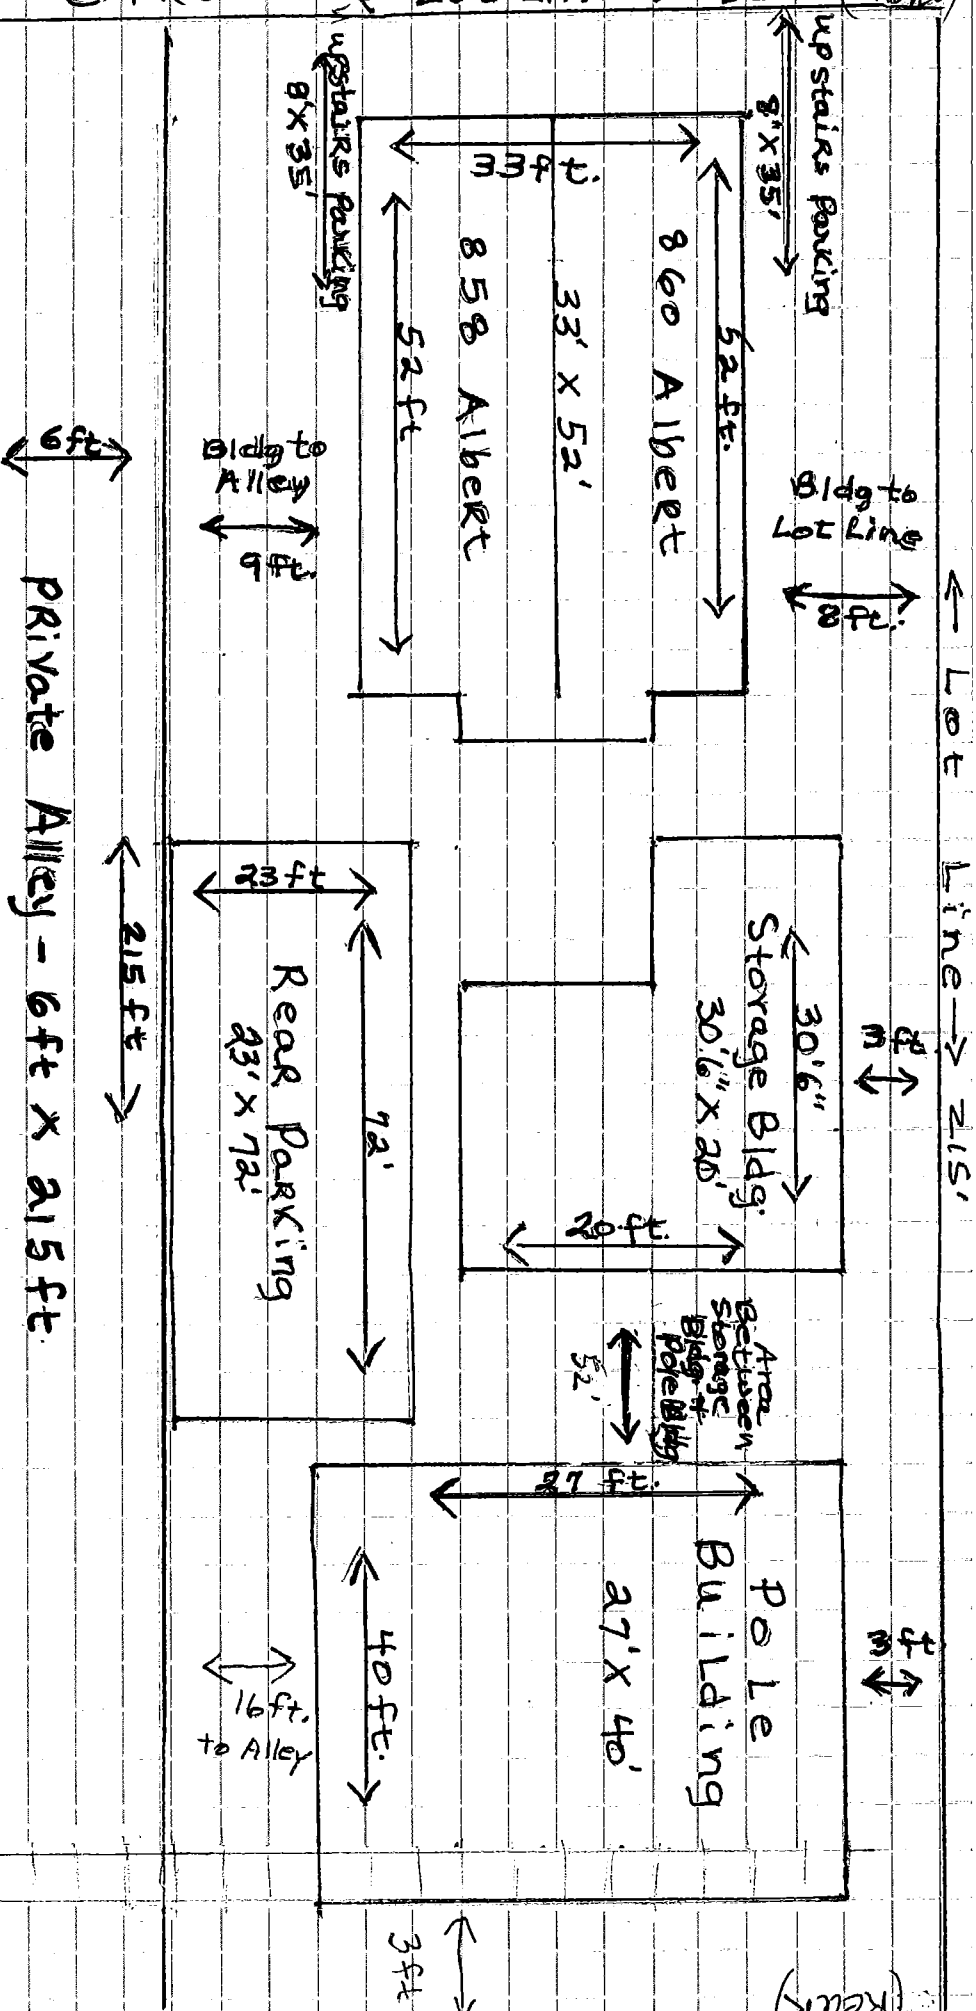 upstairs Parking
8' X 35'
upstairs Parking
8' X 35'
33 ft.
52 ft.
860 Albert
33' X 52'
858 Albert
52 ft
Bldg to
Lot Line
8 ft.
Bldg to
Alley
9 ft.
6 ft
← Lot Line → 215'
Storage Bldg.
30'6" X 20'
30'6"
20 ft.
3 ft
23 ft
72'
Rear Parking
23' X 72'
215 ft
Private Alley - 6 ft X 215 ft.
Area
Between
Storage
Bldg +
Pole Bldg
52'
27 ft.
Pole
Building
27' X 40'
40 ft.
3 ft
16 ft.
to Alley
3 ft
(Rear)